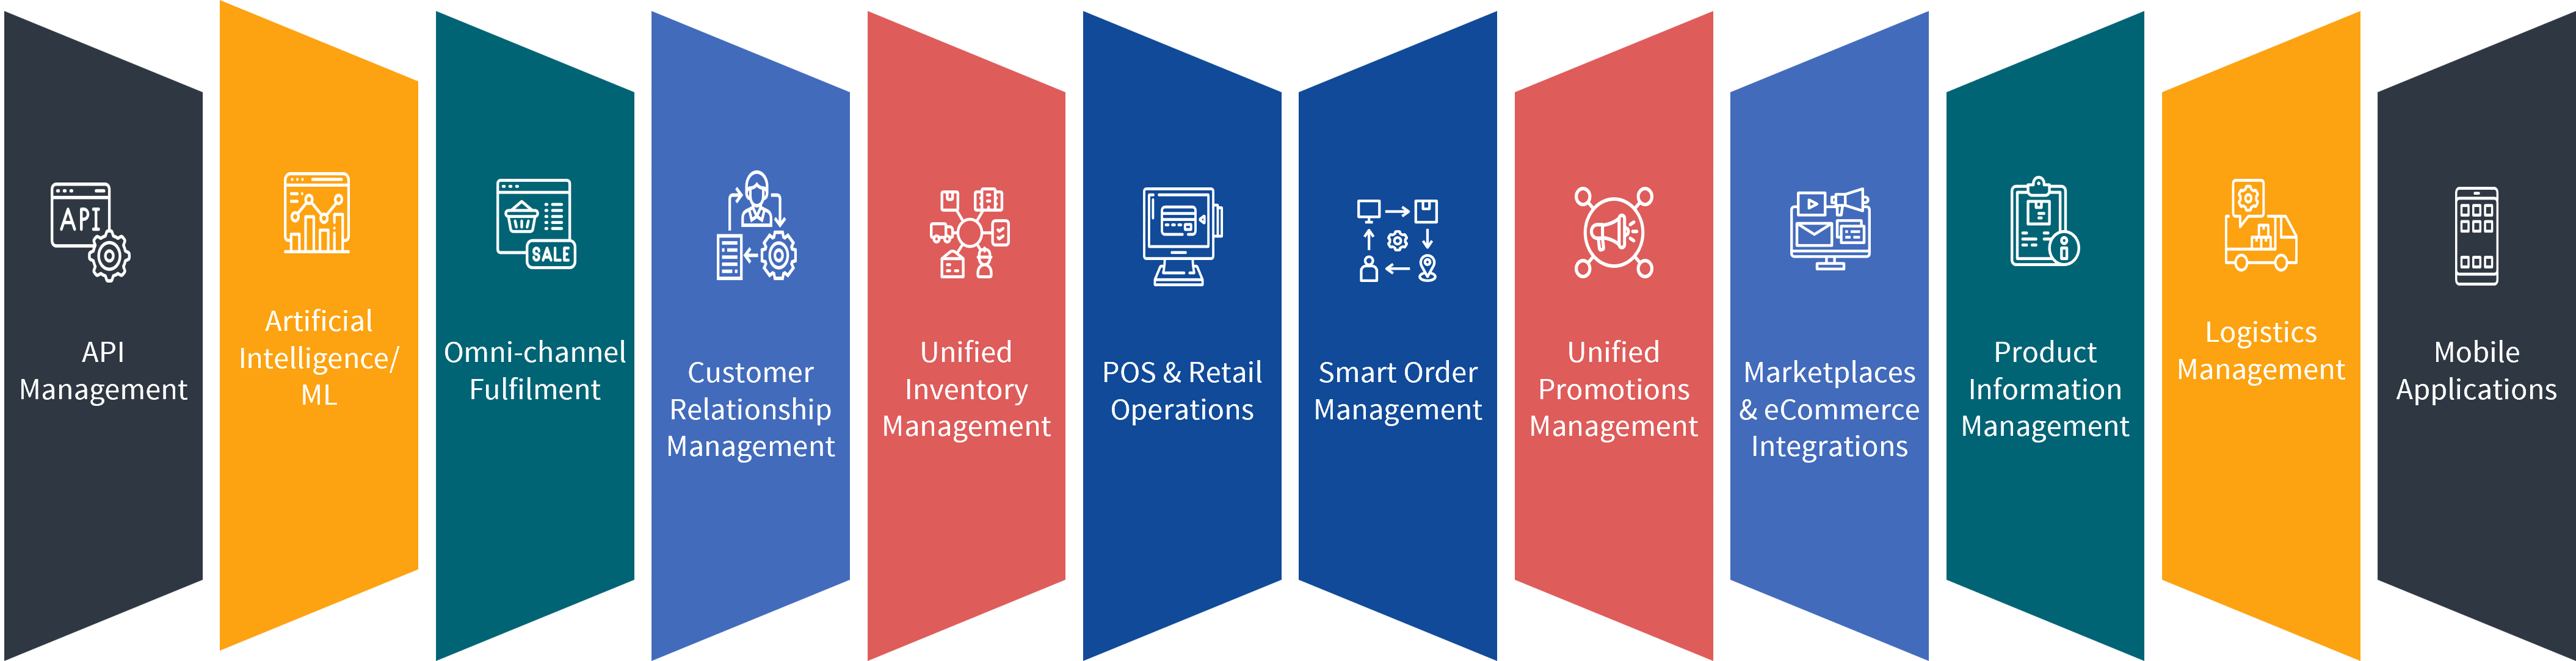 API
API
Management
Artificial
Intelligence/
ML
SALE
Omni-channel
Fulfilment
Customer
Relationship
Management
Unified
Inventory
Management
POS & Retail
Operations
Smart Order
Management
Unified
Promotions
Management
Marketplaces
& eCommerce
Integrations
Product
Information
Management
Logistics
Management
Mobile
Applications